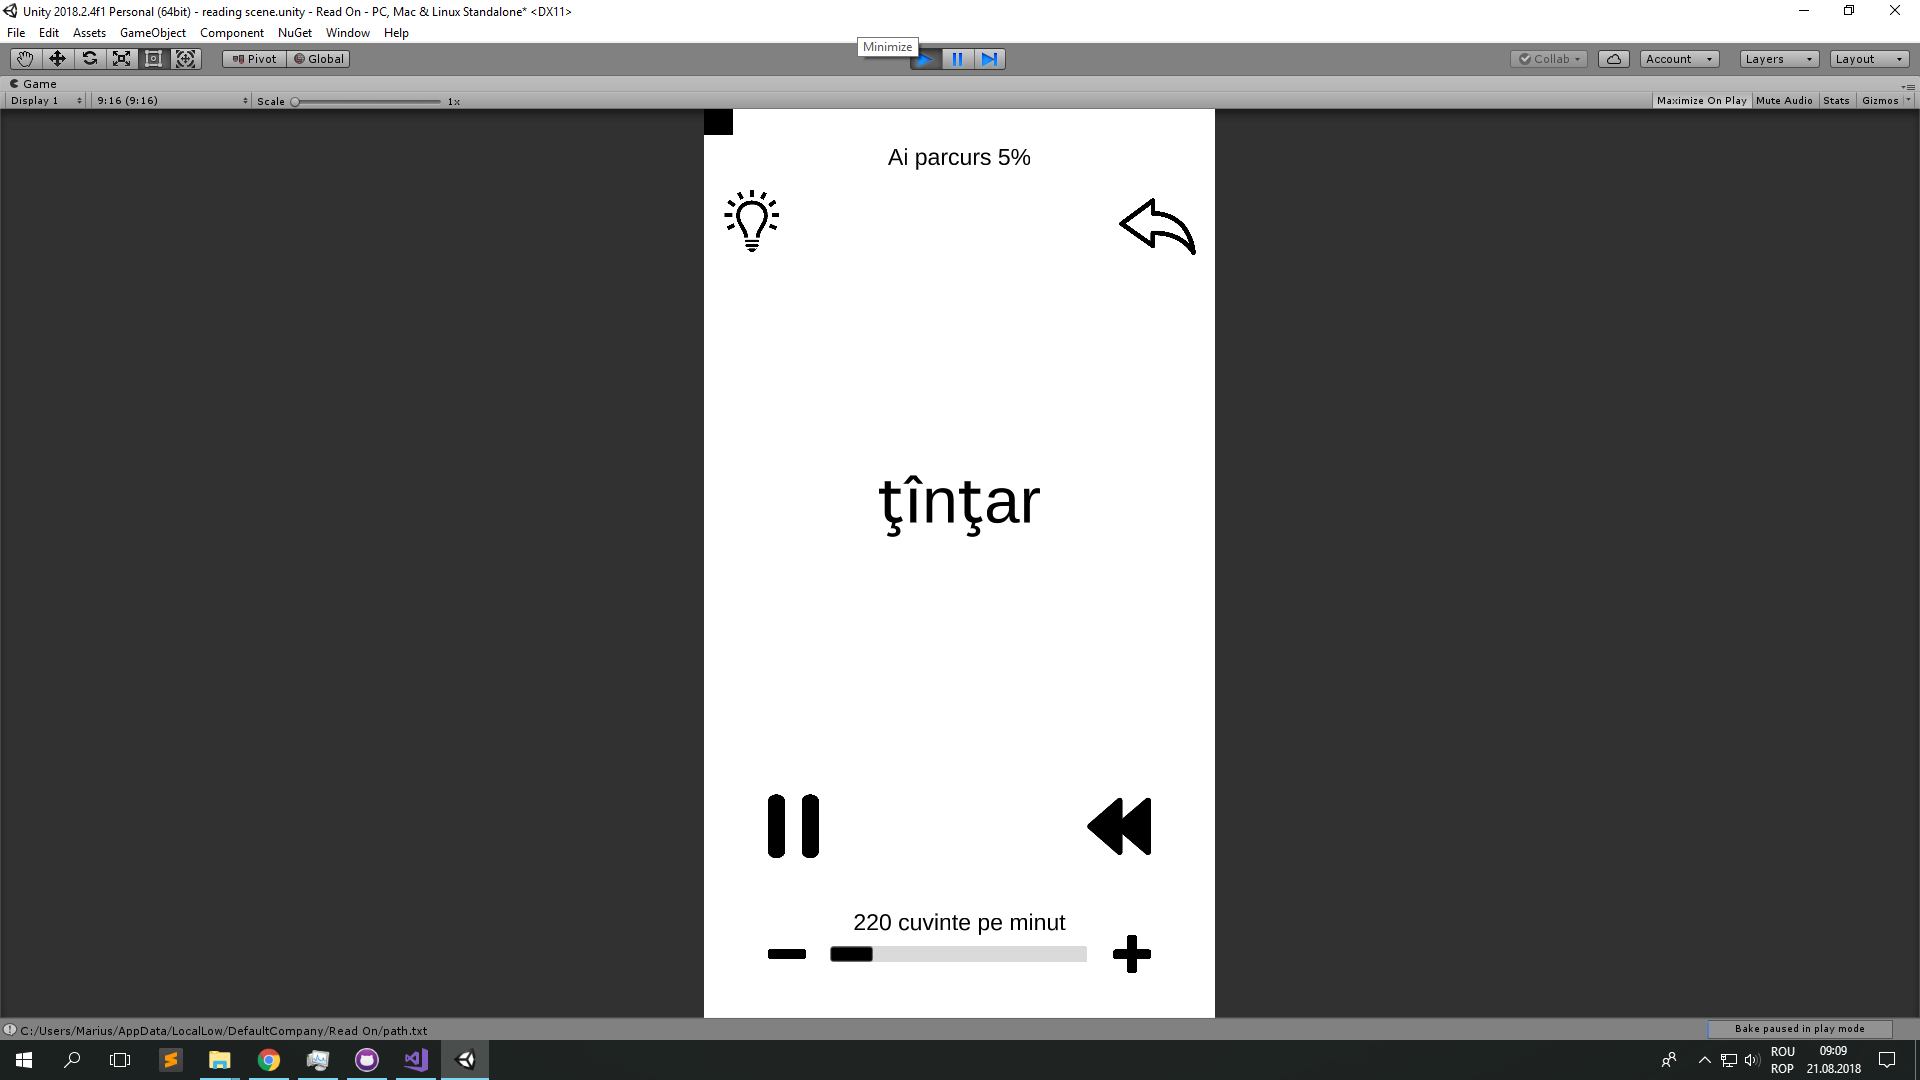 Unity 2018.2.4f1 Personal (64bit) - reading scene.unity - Read On - PC, Mac & Linux Standalone* <DX11>
File Edit Assets GameObject Component NuGet Window Help
Minimize
Pivot Global Collab Account Layers Layout
Game
Display 1 9:16 (9:16) Scale 1x Maximize On Play Mute Audio Stats Gizmos
Ai parcurs 5%
ţînţar
220 cuvinte pe minut
C:/Users/Marius/AppData/LocalLow/DefaultCompany/Read On/path.txt
Bake paused in play mode
ROU 09:09
ROP 21.08.2018